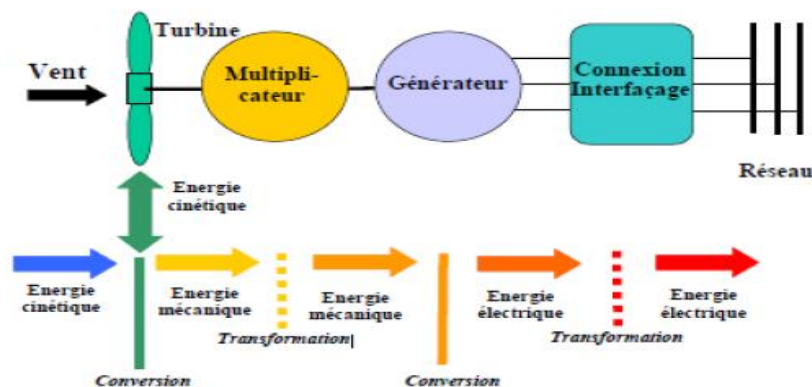 Turbine
Vent
Multipli-
cateur
Générateur
Connexion
Interfaçage
Réseau
Energie
cinétique
Energie
cinétique
Energie
mécanique
Energie
mécanique
Energie
électrique
Energie
électrique
Transformation|
Transformation
Conversion
Conversion